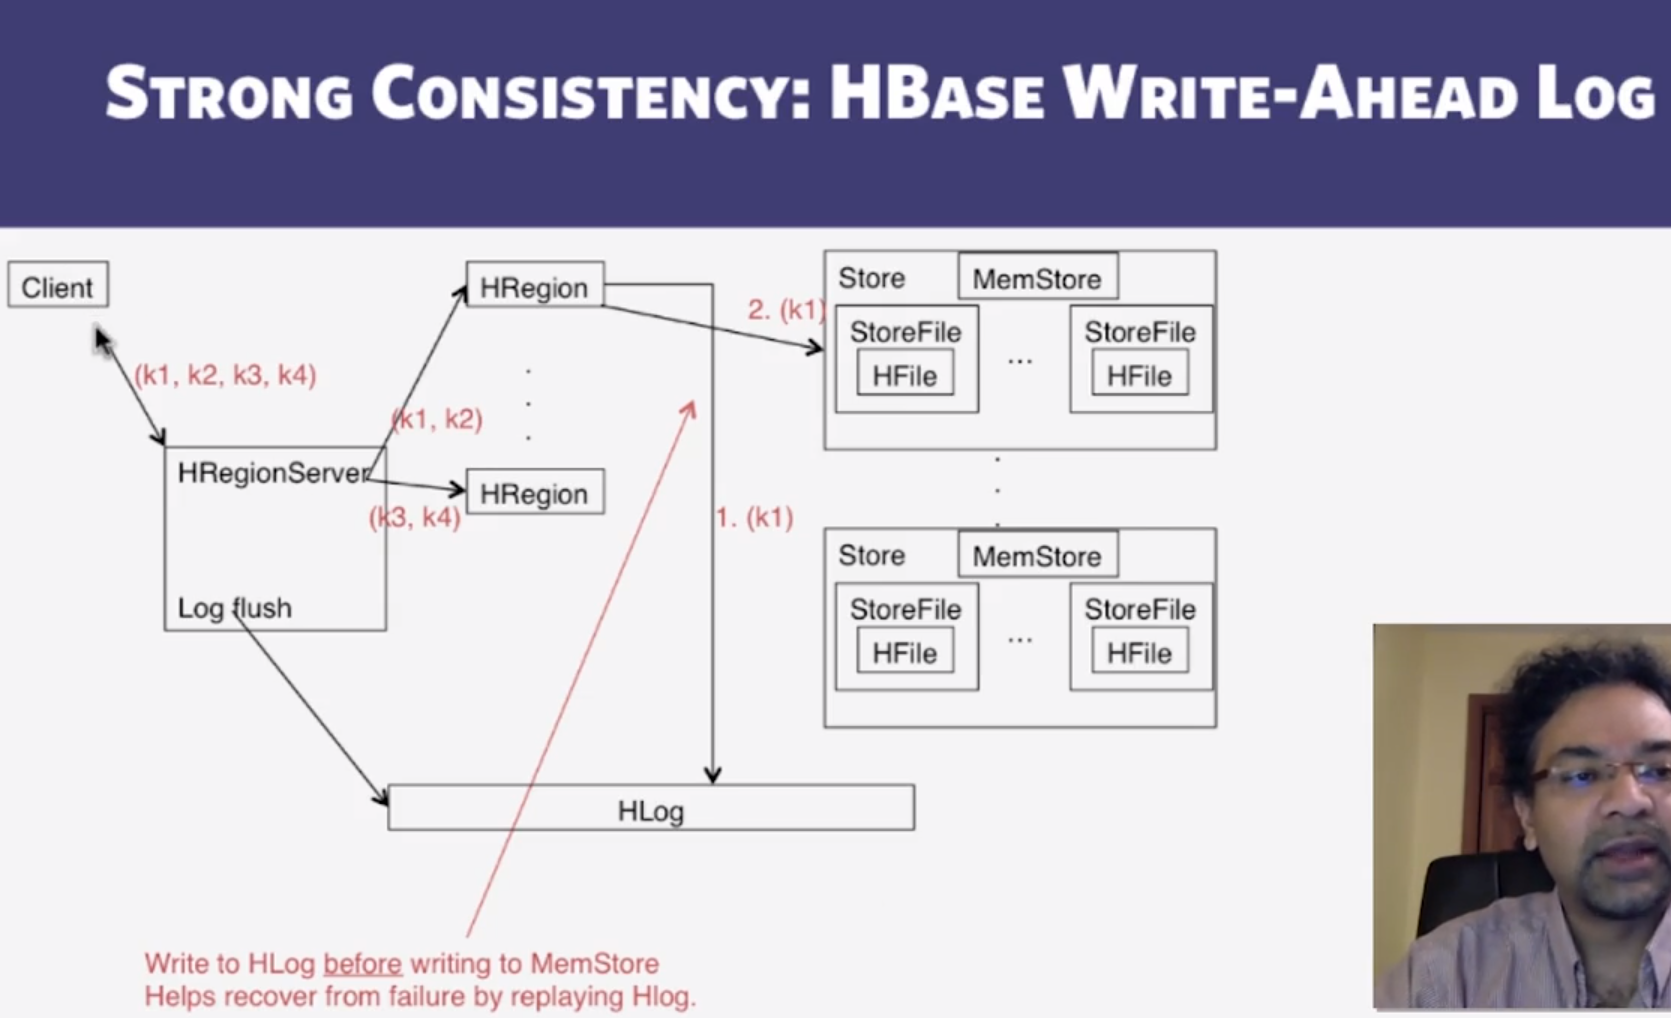 STRONG CONSISTENCY: HBASE WRITE-AHEAD LOG
Client
(k1, k2, k3, k4)
HRegionServer
Log flush
(k1, k2)
(k3, k4)
HRegion
.
.
.
HRegion
2. (k1)
1. (k1)
Store
MemStore
StoreFile
HFile
...
StoreFile
HFile
.
.
.
Store
MemStore
StoreFile
HFile
...
StoreFile
HFile
HLog
Write to HLog before writing to MemStore
Helps recover from failure by replaying Hlog.